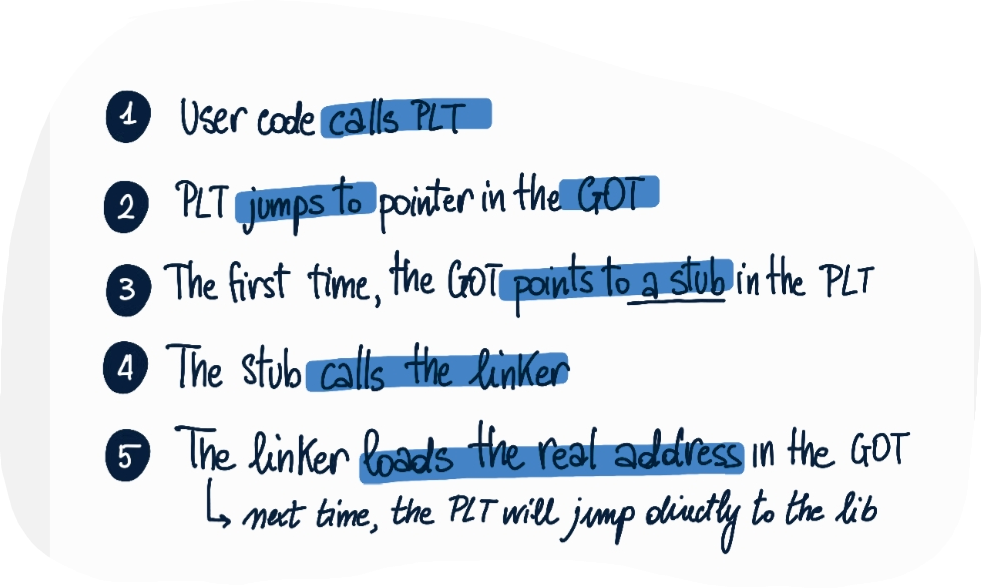 1 User code calls PLT
2 PLT jumps to pointer in the GOT
3 The first time, the GOT points to a stub in the PLT
4 The stub calls the linker
5 The linker loads the real address in the GOT
↳ next time, the PLT will jump directly to the lib